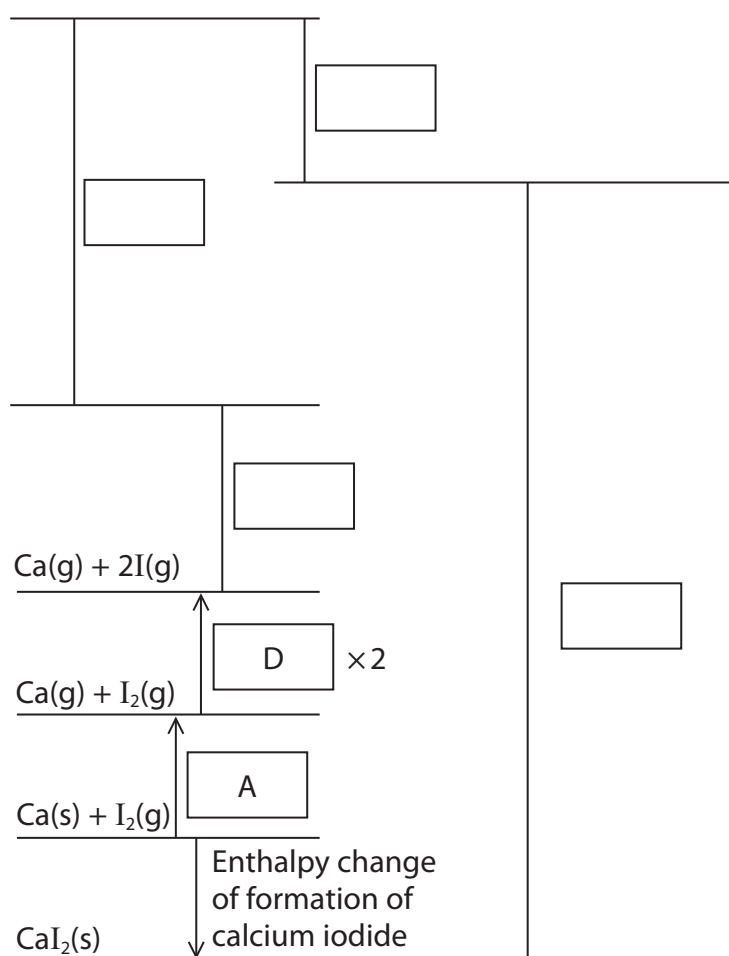 Ca(g) + 2I(g)
D
×2
Ca(g) + I₂(g)
A
Ca(s) + I₂(g)
Enthalpy change
of formation of
calcium iodide
CaI₂(s)